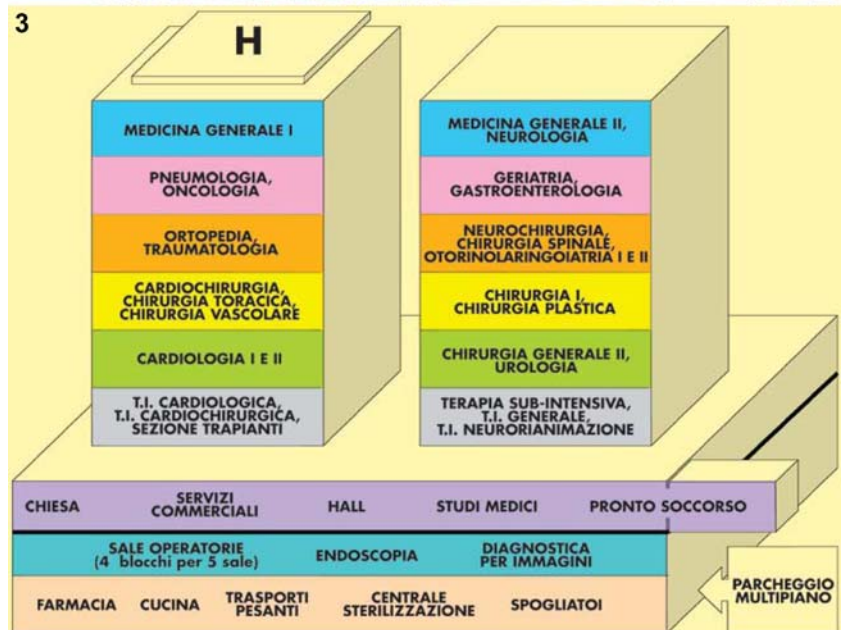 3
H
MEDICINA GENERALE I
PNEUMOLOGIA,
ONCOLOGIA
ORTOPEDIA,
TRAUMATOLOGIA
CARDIOCHIRURGIA,
CHIRURGIA TORACICA,
CHIRURGIA VASCOLARE
CARDIOLOGIA I E II
T.I. CARDIOLOGICA,
T.I. CARDIOCHIRURGICA,
SEZIONE TRAPIANTI
MEDICINA GENERALE II,
NEUROLOGIA
GERIATRIA,
GASTROENTEROLOGIA
NEUROCHIRURGIA,
CHIRURGIA SPINALE,
OTORINOLARINGOIATRIA I E II
CHIRURGIA I,
CHIRURGIA PLASTICA
CHIRURGIA GENERALE II,
UROLOGIA
TERAPIA SUB-INTENSIVA,
T.I. GENERALE,
T.I. NEURORIANIMAZIONE
CHIESA
SERVIZI
COMMERCIALI
HALL
STUDI MEDICI
PRONTO SOCCORSO
SALE OPERATORIE
(4 blocchi per 5 sale)
ENDOSCOPIA
DIAGNOSTICA
PER IMMAGINI
FARMACIA
CUCINA
TRASPORTI
PESANTI
CENTRALE
STERILIZZAZIONE
SPOGLIATOI
PARCHEGGIO
MULTIPIANO